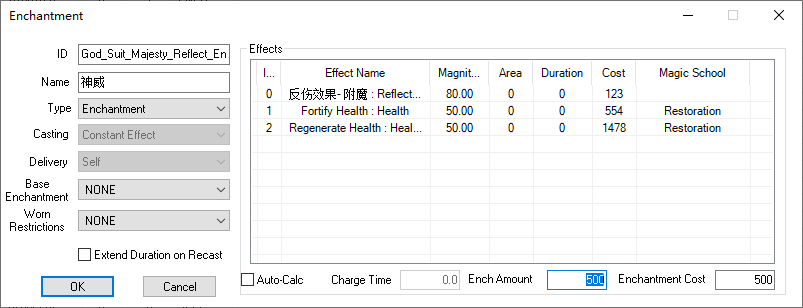 Enchantment
ID God_Suit_Majesty_Reflect_En
Name 神威
Type Enchantment
Casting Constant Effect
Delivery Self
Base Enchantment NONE
Worn Restrictions NONE
Extend Duration on Recast
OK Cancel
Effects
I... Effect Name Magnit... Area Duration Cost Magic School
0 反伤效果- 附魔 : Reflect... 80.00 0 0 123
1 Fortify Health : Health 50.00 0 0 554 Restoration
2 Regenerate Health : Heal... 50.00 0 0 1478 Restoration
Auto-Calc Charge Time 0.0 Ench Amount 500 Enchantment Cost 500